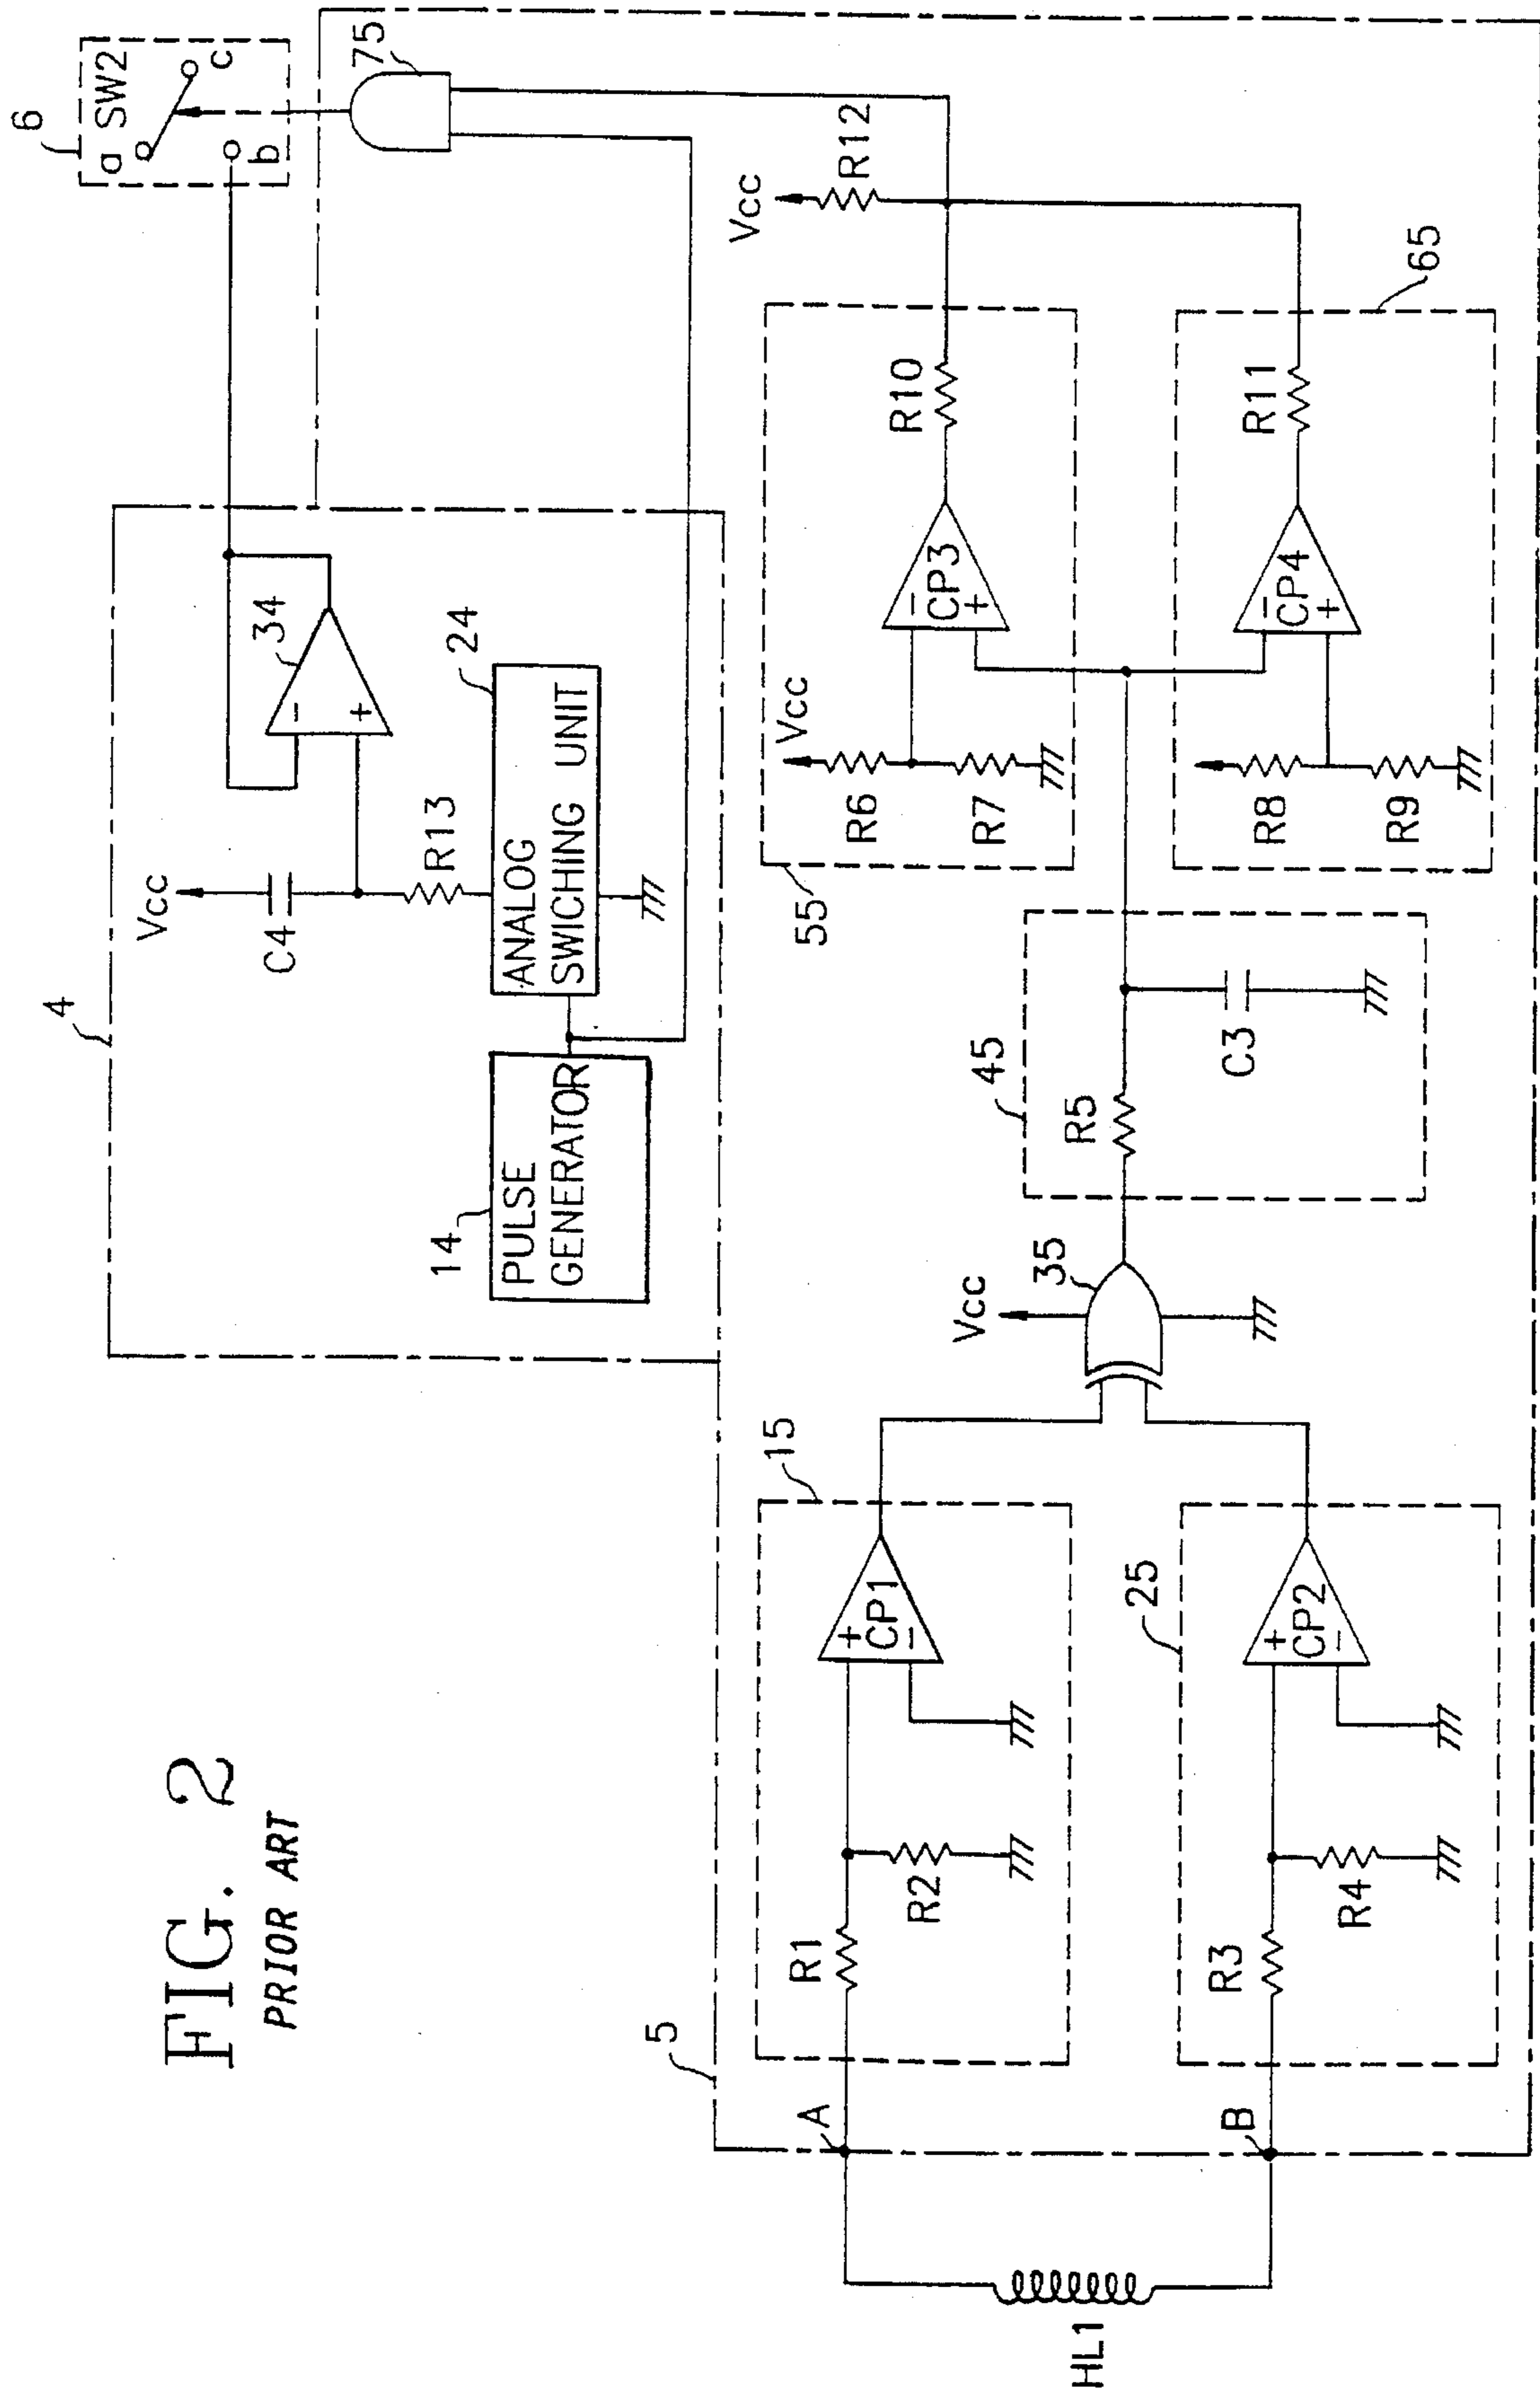 FIG. 2
PRIOR ART
4
Vcc
C4
R13
34
-
+
24
ANALOG
SWICHING UNIT
14
PULSE
GENERATOR
6
a SW2 c
b
75
5
HL1
A
B
15
R1
R2
+
CP1
-
25
R3
R4
+
CP2
-
Vcc
35
45
R5
C3
55
Vcc
R6
R7
-
CP3
+
R10
Vcc
R12
65
R8
R9
-
CP4
+
R11